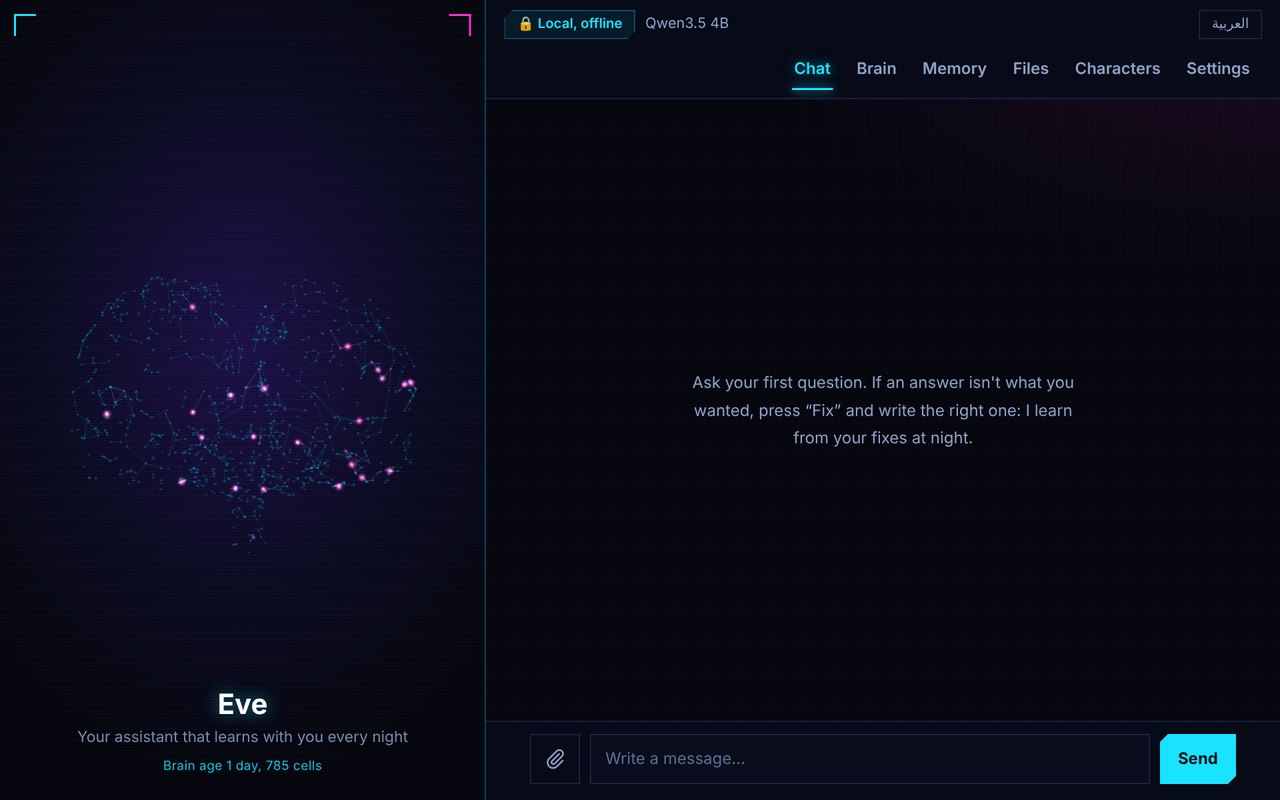 🔒 Local, offline
Qwen3.5 4B
العربية
Chat
Brain
Memory
Files
Characters
Settings
Ask your first question. If an answer isn't what you
wanted, press “Fix” and write the right one: I learn
from your fixes at night.
Eve
Your assistant that learns with you every night
Brain age 1 day, 785 cells
Write a message...
Send